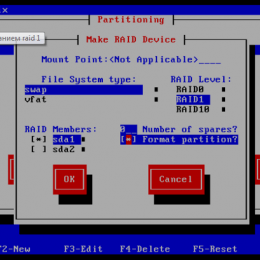 x
Partitioning
ением raid 1
Make RAID Device
Mount Point:<Not Applicable>____
File System type:
RAID Level:
swap
vfat
RAID0
RAID1
RAID10
RAID Members:
0 Number of spares?
[*] sda1
[*] Format partition?
[ ] sda2
OK
Cancel
2-New F3-Edit F4-Delete F5-Reset